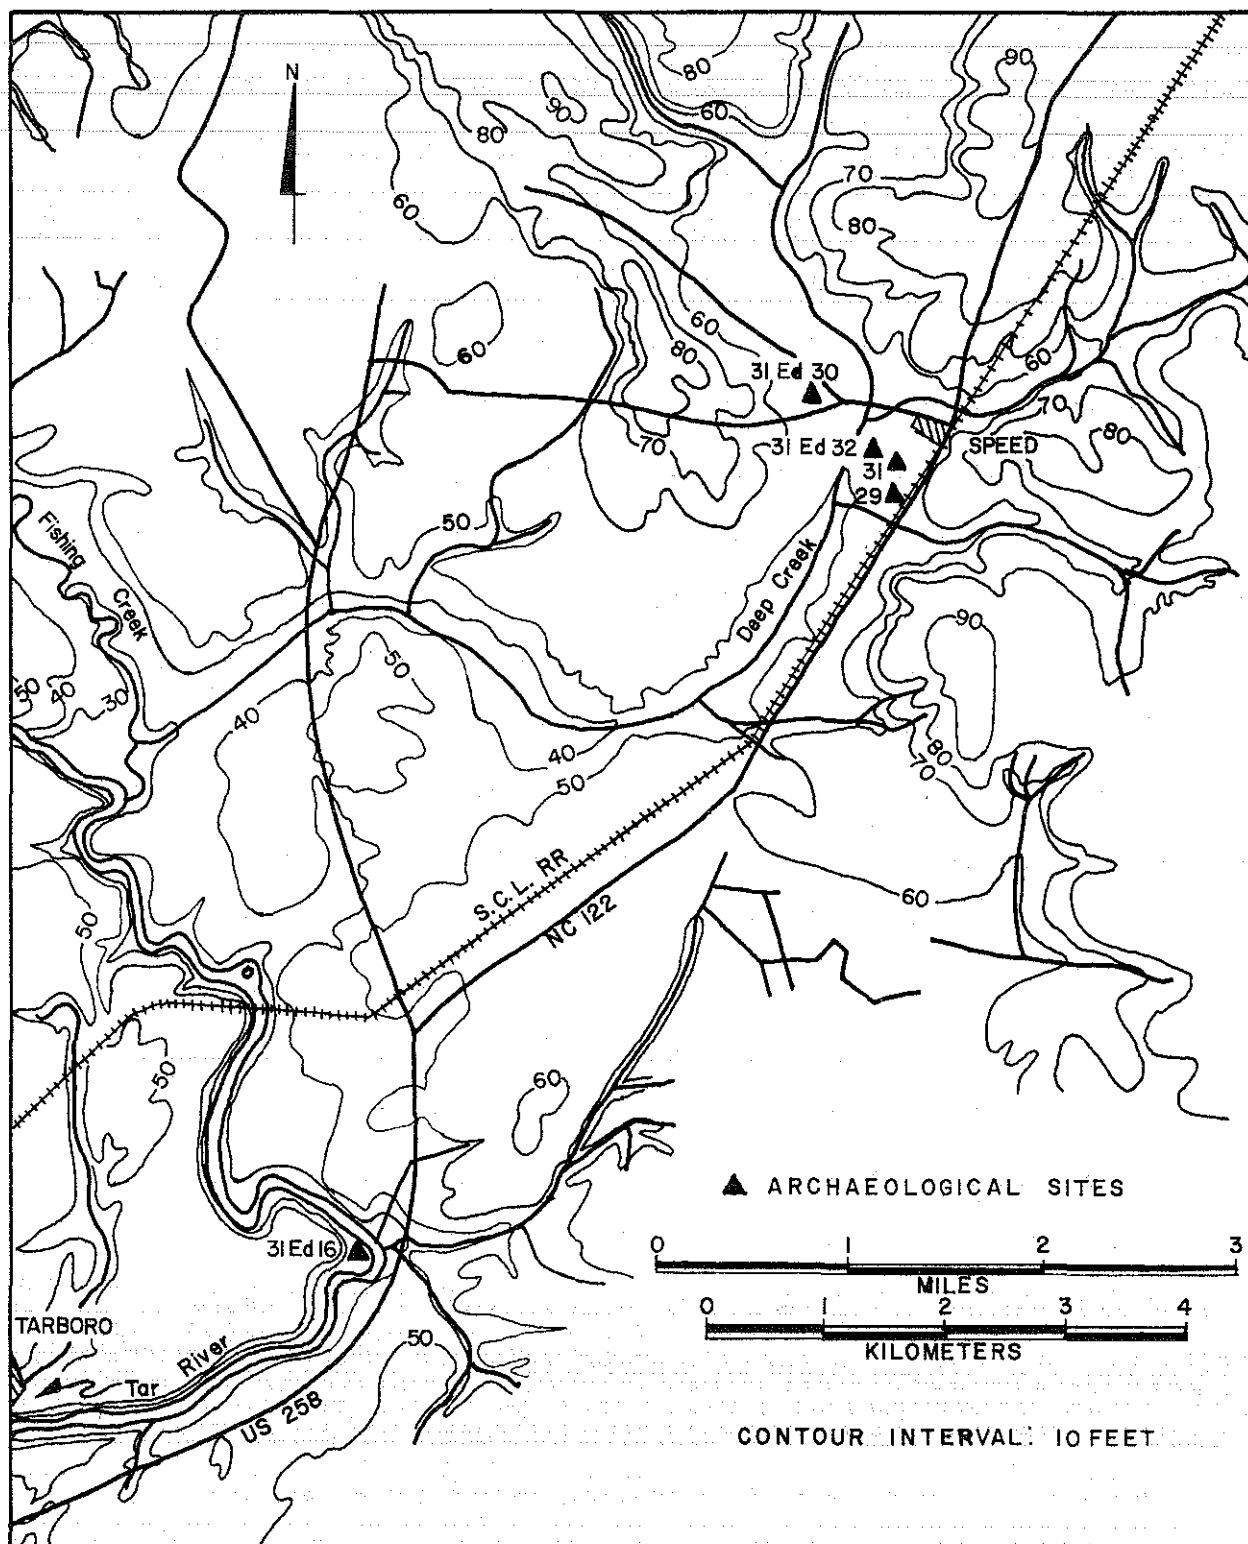 N
90
80
90
60
80
70
60
80
60
60
60
80
31 Ed 30
60
70
80
70
31 Ed 32
SPEED
31
29
50
Fishing
Creek
Deep Creek
90
50
50
40
30
40
40
50
80
70
60
S.C.L. RR
NC 122
50
50
60
ARCHAEOLOGICAL SITES
31 Ed 16
0 1 2 3
MILES
0 1 2 3 4
KILOMETERS
TARBORO
Tar River
50
US 258
CONTOUR INTERVAL: 10 FEET